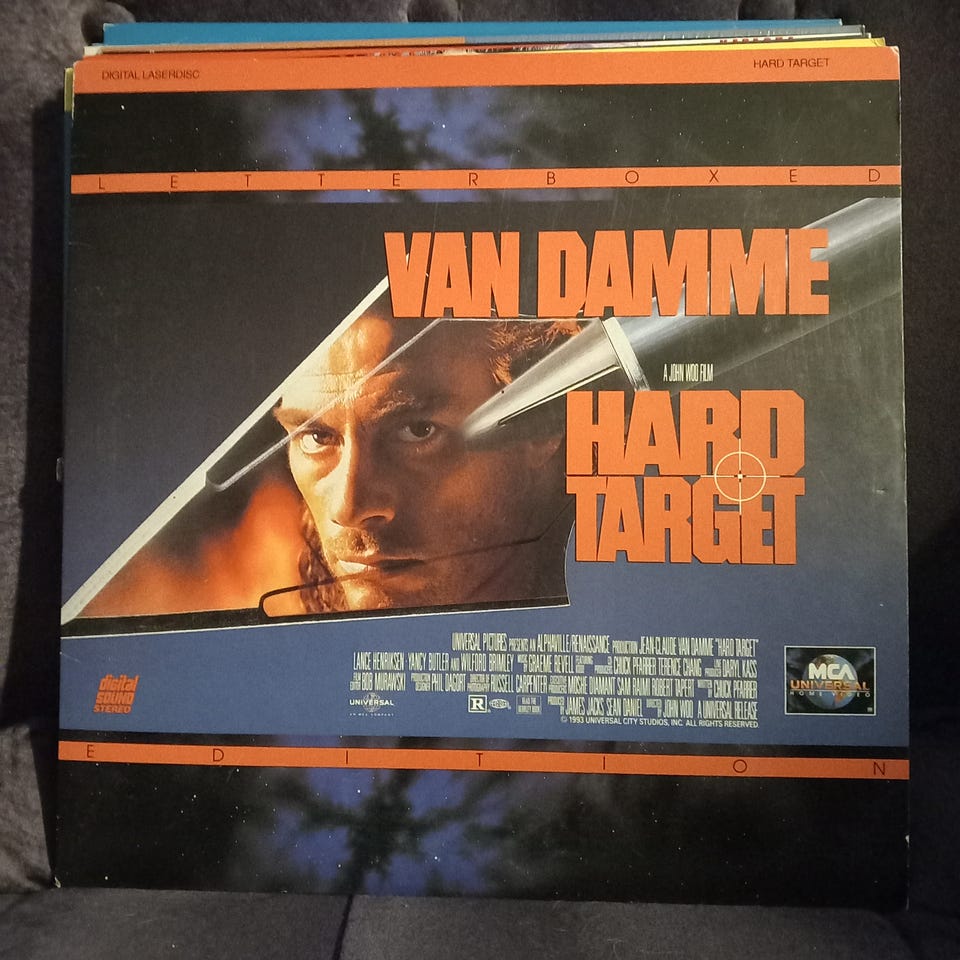 DIGITAL LASERDISC
HARD TARGET
LETTERBOXED
VAN DAMME
A JOHN WOO FILM
HARD
TARGET
UNIVERSAL PICTURES PRESENTS AN ALPHAVILLE/RENAISSANCE PRODUCTION JEAN-CLAUDE VAN DAMME "HARD TARGET"
LANCE HENRIKSEN YANCY BUTLER AND WILFORD BRIMLEY MUSIC BY GRAEME REVELL CHUCK PFARRER TERENCE CHANG DARYL KASS
FILM EDITOR BOB MURAWSKI PRODUCTION DESIGNER PHIL DAGORT DIRECTOR OF PHOTOGRAPHY RUSSELL CARPENTER EXECUTIVE PRODUCERS MOSHE DIAMANT SAM RAIMI ROBERT TAPERT WRITTEN BY CHUCK PFARRER
PRODUCED BY JAMES JACKS SEAN DANIEL DIRECTED BY JOHN WOO A UNIVERSAL RELEASE
© 1993 UNIVERSAL CITY STUDIOS, INC. ALL RIGHTS RESERVED.
UNIVERSAL
AN MCA COMPANY
R
MCA
UNIVERSAL
HOME VIDEO
digital
SOUND
STEREO
EDITION